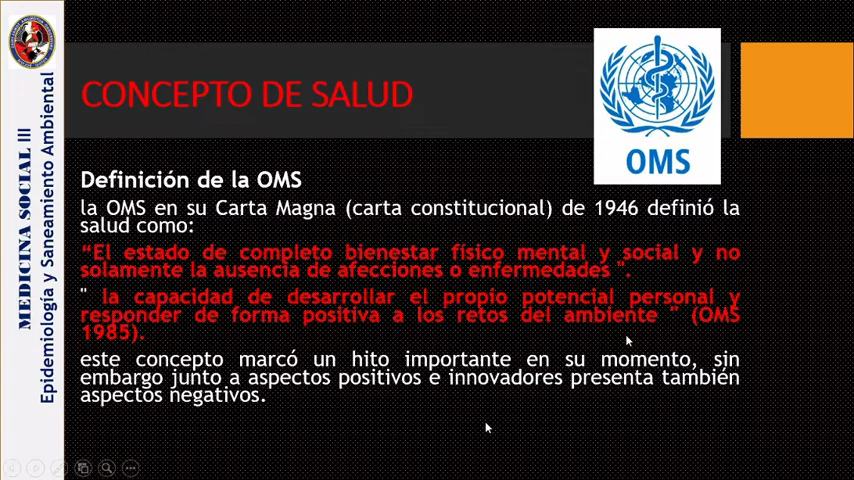 CONCEPTO DE SALUD
OMS
MEDICINA SOCIAL III
Epidemiología y Saneamiento Ambiental
Definición de la OMS
la OMS en su Carta Magna (carta constitucional) de 1946 definió la
salud como:
“El estado de completo bienestar físico mental y social y no
solamente la ausencia de afecciones o enfermedades ”.
" la capacidad de desarrollar el propio potencial personal y
responder de forma positiva a los retos del ambiente " (OMS
1985).
este concepto marcó un hito importante en su momento, sin
embargo junto a aspectos positivos e innovadores presenta también
aspectos negativos.